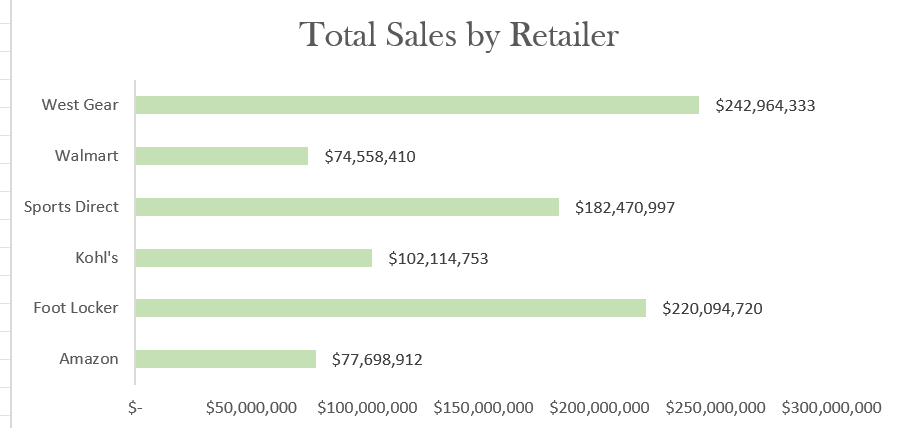 Total Sales by Retailer
West Gear $242,964,333
Walmart $74,558,410
Sports Direct $182,470,997
Kohl's $102,114,753
Foot Locker $220,094,720
Amazon $77,698,912
$- $50,000,000 $100,000,000 $150,000,000 $200,000,000 $250,000,000 $300,000,000